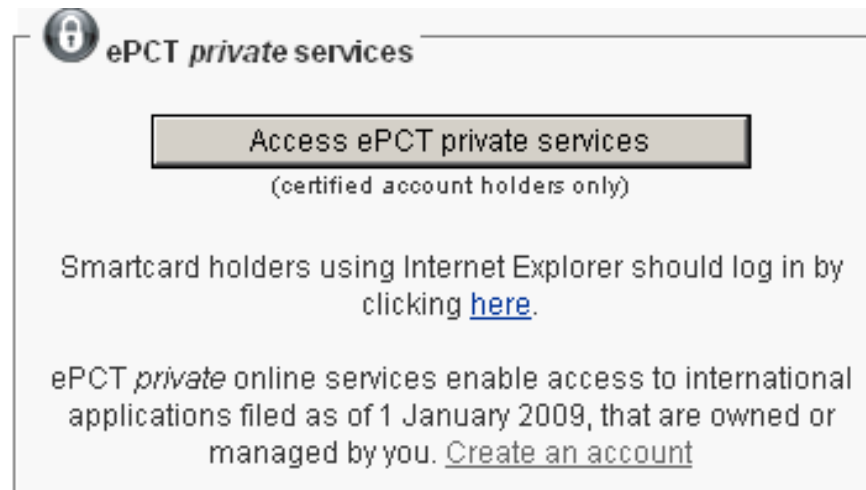 ePCT private services
Access ePCT private services
(certified account holders only)
Smartcard holders using Internet Explorer should log in by
clicking here.
ePCT private online services enable access to international
applications filed as of 1 January 2009, that are owned or
managed by you. Create an account